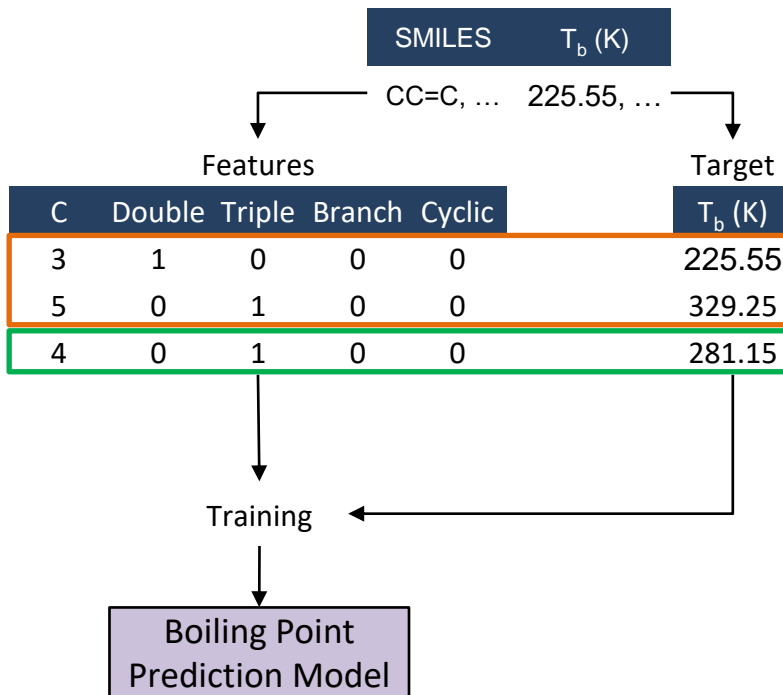 SMILES T_b (K)
CC=C, … 225.55, …
Features Target
C Double Triple Branch Cyclic T_b (K)
3 1 0 0 0 225.55
5 0 1 0 0 329.25
4 0 1 0 0 281.15
Training
Boiling Point
Prediction Model